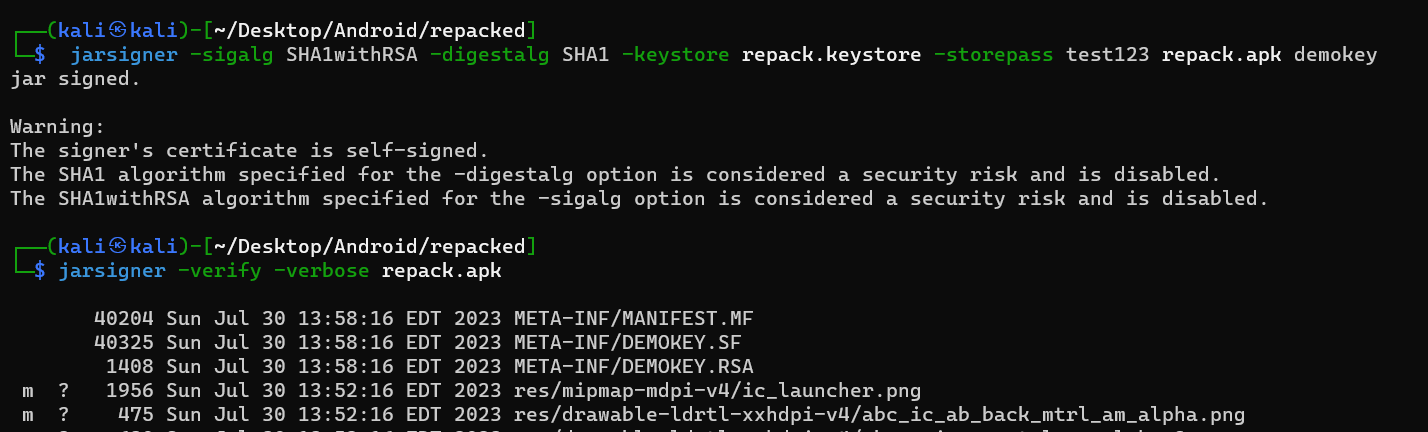 ┌──(kali㉿kali)-[~/Desktop/Android/repacked]
└─$ jarsigner -sigalg SHA1withRSA -digestalg SHA1 -keystore repack.keystore -storepass test123 repack.apk demokey
jar signed.
Warning:
The signer's certificate is self-signed.
The SHA1 algorithm specified for the -digestalg option is considered a security risk and is disabled.
The SHA1withRSA algorithm specified for the -sigalg option is considered a security risk and is disabled.
┌──(kali㉿kali)-[~/Desktop/Android/repacked]
└─$ jarsigner -verify -verbose repack.apk
40204 Sun Jul 30 13:58:16 EDT 2023 META-INF/MANIFEST.MF
40325 Sun Jul 30 13:58:16 EDT 2023 META-INF/DEMOKEY.SF
1408 Sun Jul 30 13:58:16 EDT 2023 META-INF/DEMOKEY.RSA
m ? 1956 Sun Jul 30 13:52:16 EDT 2023 res/mipmap-mdpi-v4/ic_launcher.png
m ? 475 Sun Jul 30 13:52:16 EDT 2023 res/drawable-ldrtl-xxhdpi-v4/abc_ic_ab_back_mtrl_am_alpha.png